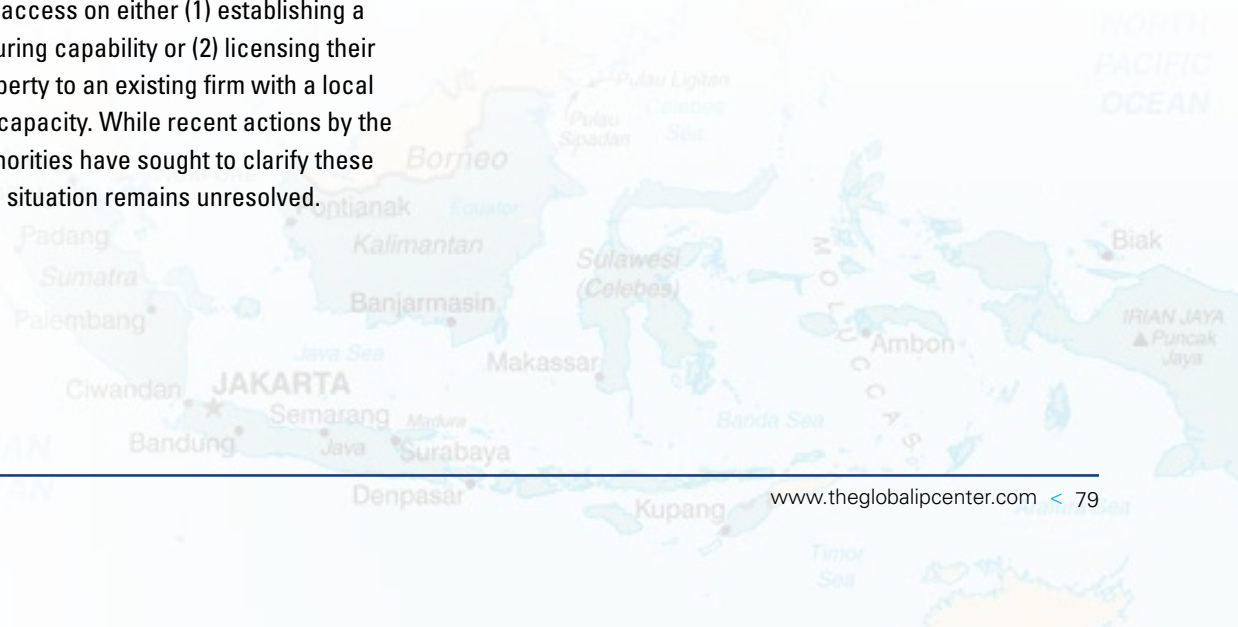 access on either (1) establishing a
uring capability or (2) licensing their
perty to an existing firm with a local
capacity. While recent actions by the
horities have sought to clarify these
situation remains unresolved.
NORTH
PACIFIC
OCEAN
Pulau Ligitan
Celebes
Sea
Pulau
Sipadan
Borneo
Pontianak
Equator
Padang
Kalimantan
Sumatra
Sulawesi
(Celebes)
MOLUCCAS
Biak
Palembang
Banjarmasin
IRIAN JAYA
Puncak
Jaya
Java Sea
Makassar
Ambon
Ciwandan
JAKARTA
Semarang
Madura
Banda Sea
Bandung
Java
Surabaya
AN
AN
Denpasar
Kupang
www.theglobalipcenter.com < 79
Arafura Sea
Timor
Sea